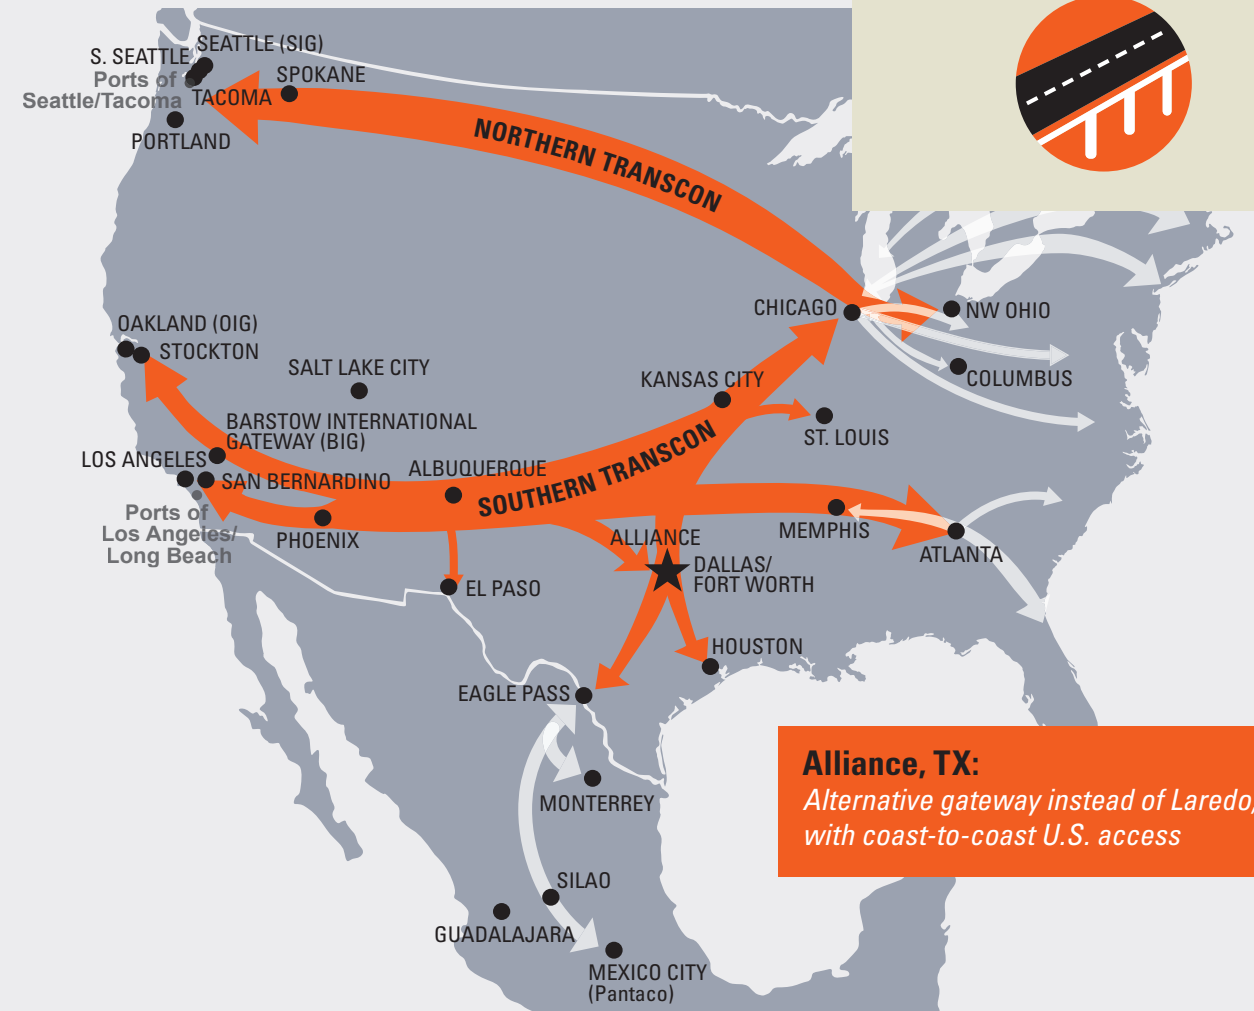 SEATTLE (SIG)
S. SEATTLE
Ports of
Seattle/Tacoma
TACOMA
SPOKANE
PORTLAND
NORTHERN TRANSCON
CHICAGO
NW OHIO
COLUMBUS
OAKLAND (OIG)
STOCKTON
SALT LAKE CITY
KANSAS CITY
ST. LOUIS
BARSTOW INTERNATIONAL
GATEWAY (BIG)
LOS ANGELES
SAN BERNARDINO
ALBUQUERQUE
SOUTHERN TRANSCON
Ports of
Los Angeles/
Long Beach
PHOENIX
ALLIANCE
DALLAS/
FORT WORTH
MEMPHIS
ATLANTA
EL PASO
HOUSTON
EAGLE PASS
MONTERREY
SILAO
GUADALAJARA
MEXICO CITY
(Pantaco)
Alliance, TX:
Alternative gateway instead of Laredo,
with coast-to-coast U.S. access